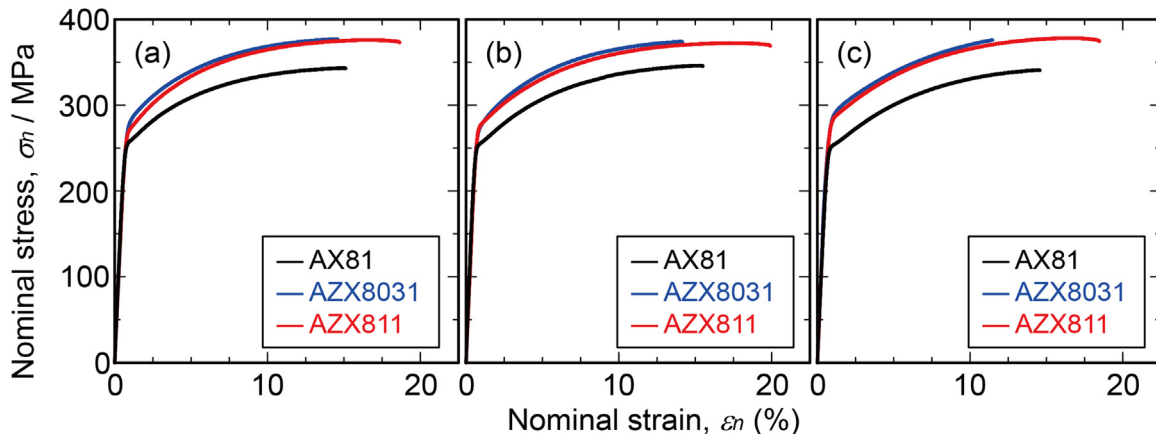 Nominal stress, σn / MPa
400
300
200
100
0
(a)
AX81
AZX8031
AZX811
0
10
20
(b)
AX81
AZX8031
AZX811
0
10
20
(c)
AX81
AZX8031
AZX811
0
10
20
Nominal strain, εn (%)